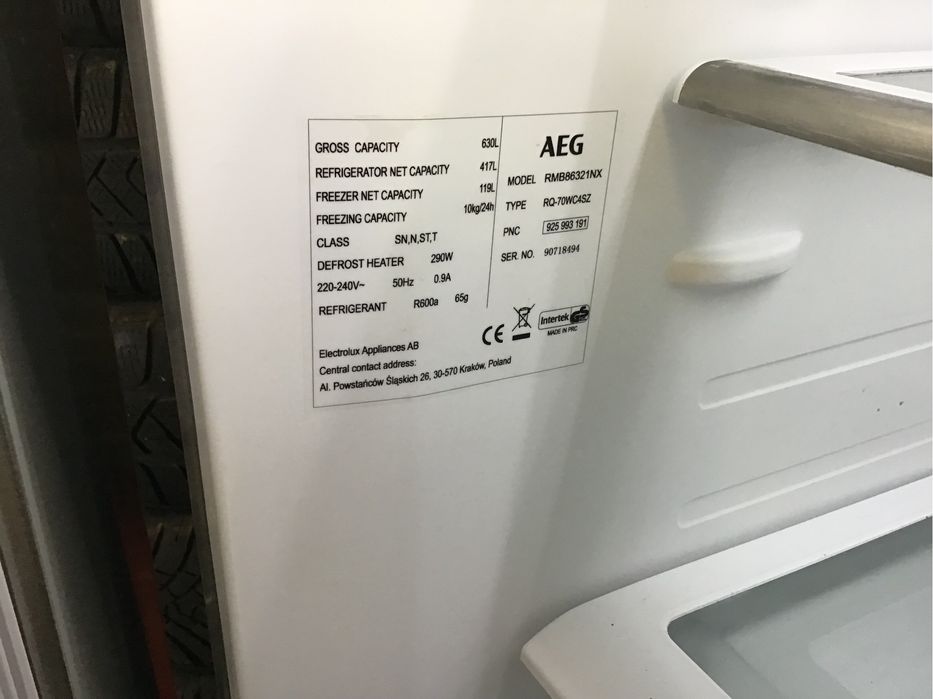 GROSS CAPACITY 630L
REFRIGERATOR NET CAPACITY 417L
FREEZER NET CAPACITY 119L
FREEZING CAPACITY 10kg/24h
CLASS SN,N,ST,T
DEFROST HEATER 290W
220-240V~ 50Hz 0.9A
REFRIGERANT R600a 65g
AEG
MODEL RMB86321NX
TYPE RQ-70WC4SZ
PNC 925 993 191
SER. NO. 90718494
CE
Intertek GS
MADE IN PRC
Electrolux Appliances AB
Central contact address:
Al. Powstańców Śląskich 26, 30-570 Kraków, Poland